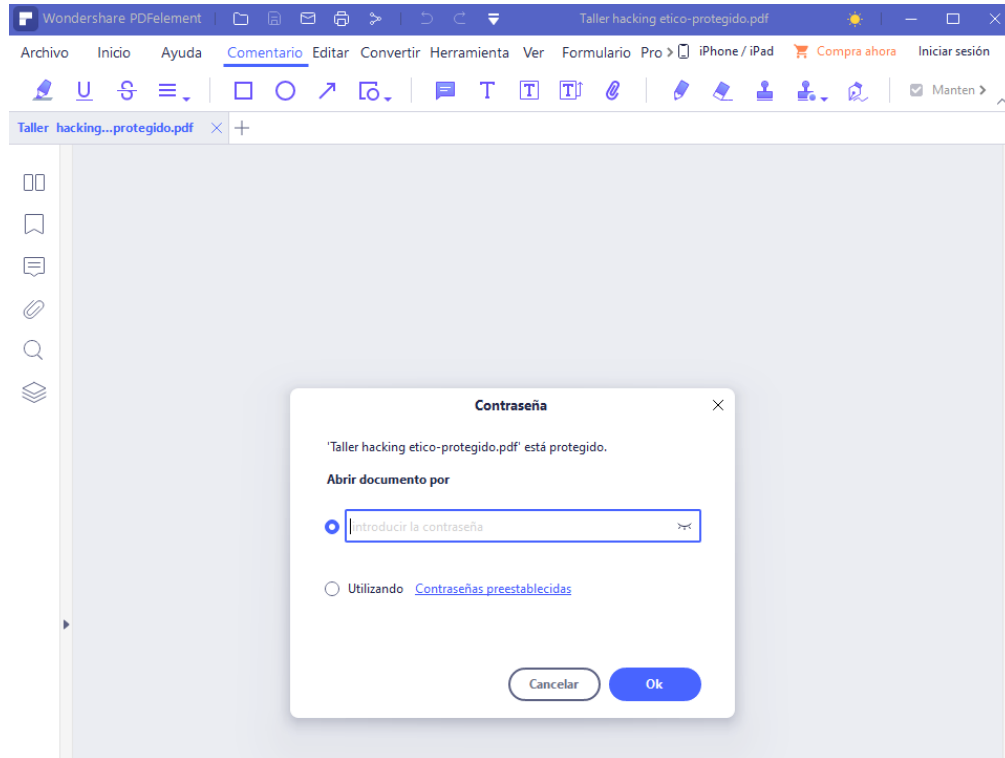 Wondershare PDFelement Taller hacking etico-protegido.pdf
Archivo Inicio Ayuda Comentario Editar Convertir Herramienta Ver Formulario Pro iPhone / iPad Compra ahora Iniciar sesión
Manten
Taller hacking...protegido.pdf
Contraseña
'Taller hacking etico-protegido.pdf' está protegido.
Abrir documento por
Introducir la contraseña
Utilizando Contraseñas preestablecidas
Cancelar Ok